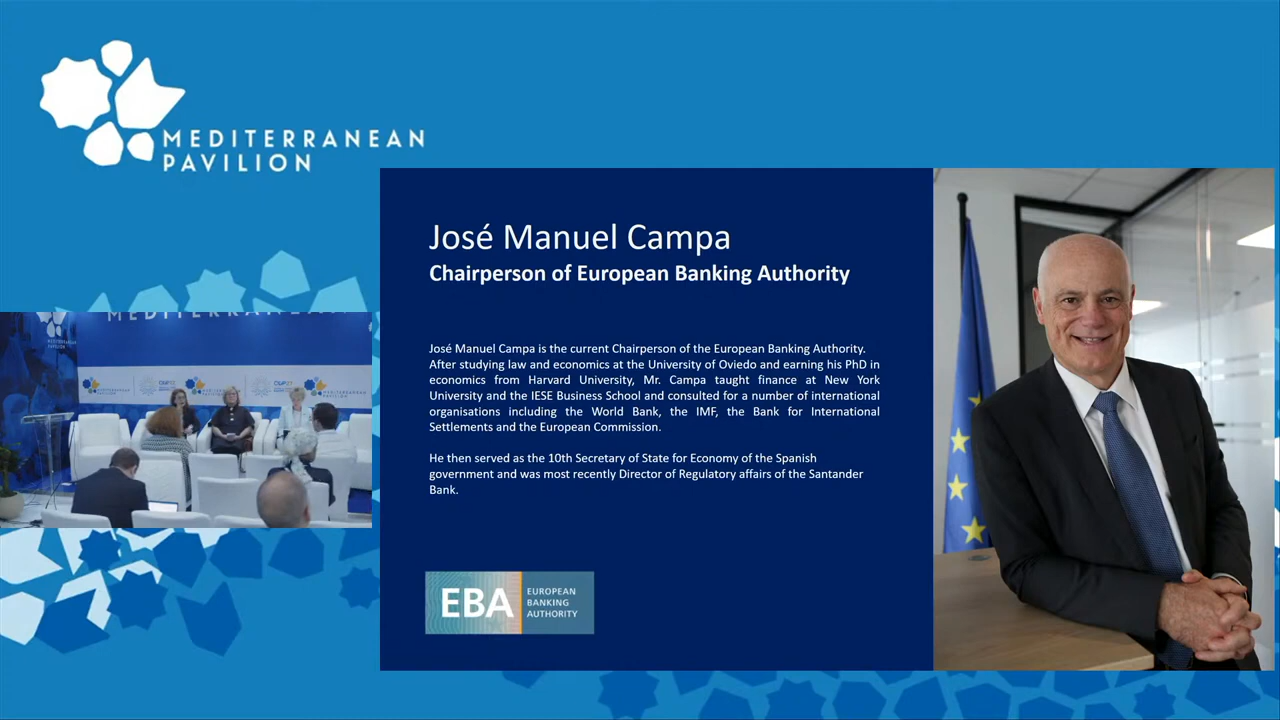 MEDITERRANEAN
PAVILION
José Manuel Campa
Chairperson of European Banking Authority
José Manuel Campa is the current Chairperson of the European Banking Authority.
After studying law and economics at the University of Oviedo and earning his PhD in
economics from Harvard University, Mr. Campa taught finance at New York
University and the IESE Business School and consulted for a number of international
organisations including the World Bank, the IMF, the Bank for International
Settlements and the European Commission.
He then served as the 10th Secretary of State for Economy of the Spanish
government and was most recently Director of Regulatory affairs of the Santander
Bank.
EBA
EUROPEAN
BANKING
AUTHORITY
MEDITERRANEAN